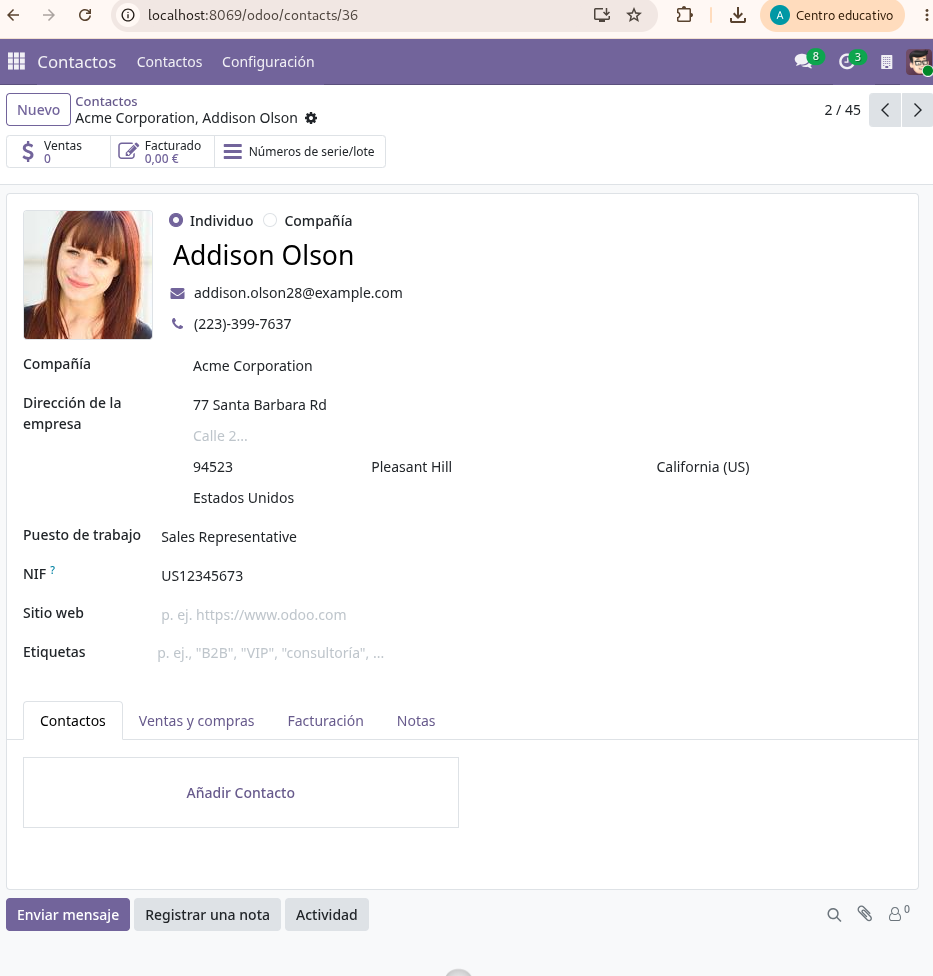 localhost:8069/odoo/contacts/36
A Centro educativo
Contactos Contactos Configuración 8 3
Nuevo
Contactos
Acme Corporation, Addison Olson
2 / 45
Ventas
0
Facturado
0,00 €
Números de serie/lote
Individuo Compañía
Addison Olson
addison.olson28@example.com
(223)-399-7637
Compañía Acme Corporation
Dirección de la empresa
77 Santa Barbara Rd
Calle 2...
94523 Pleasant Hill California (US)
Estados Unidos
Puesto de trabajo Sales Representative
NIF ? US12345673
Sitio web p. ej. https://www.odoo.com
Etiquetas p. ej., "B2B", "VIP", "consultoría", ...
Contactos Ventas y compras Facturación Notas
Añadir Contacto
Enviar mensaje Registrar una nota Actividad 0